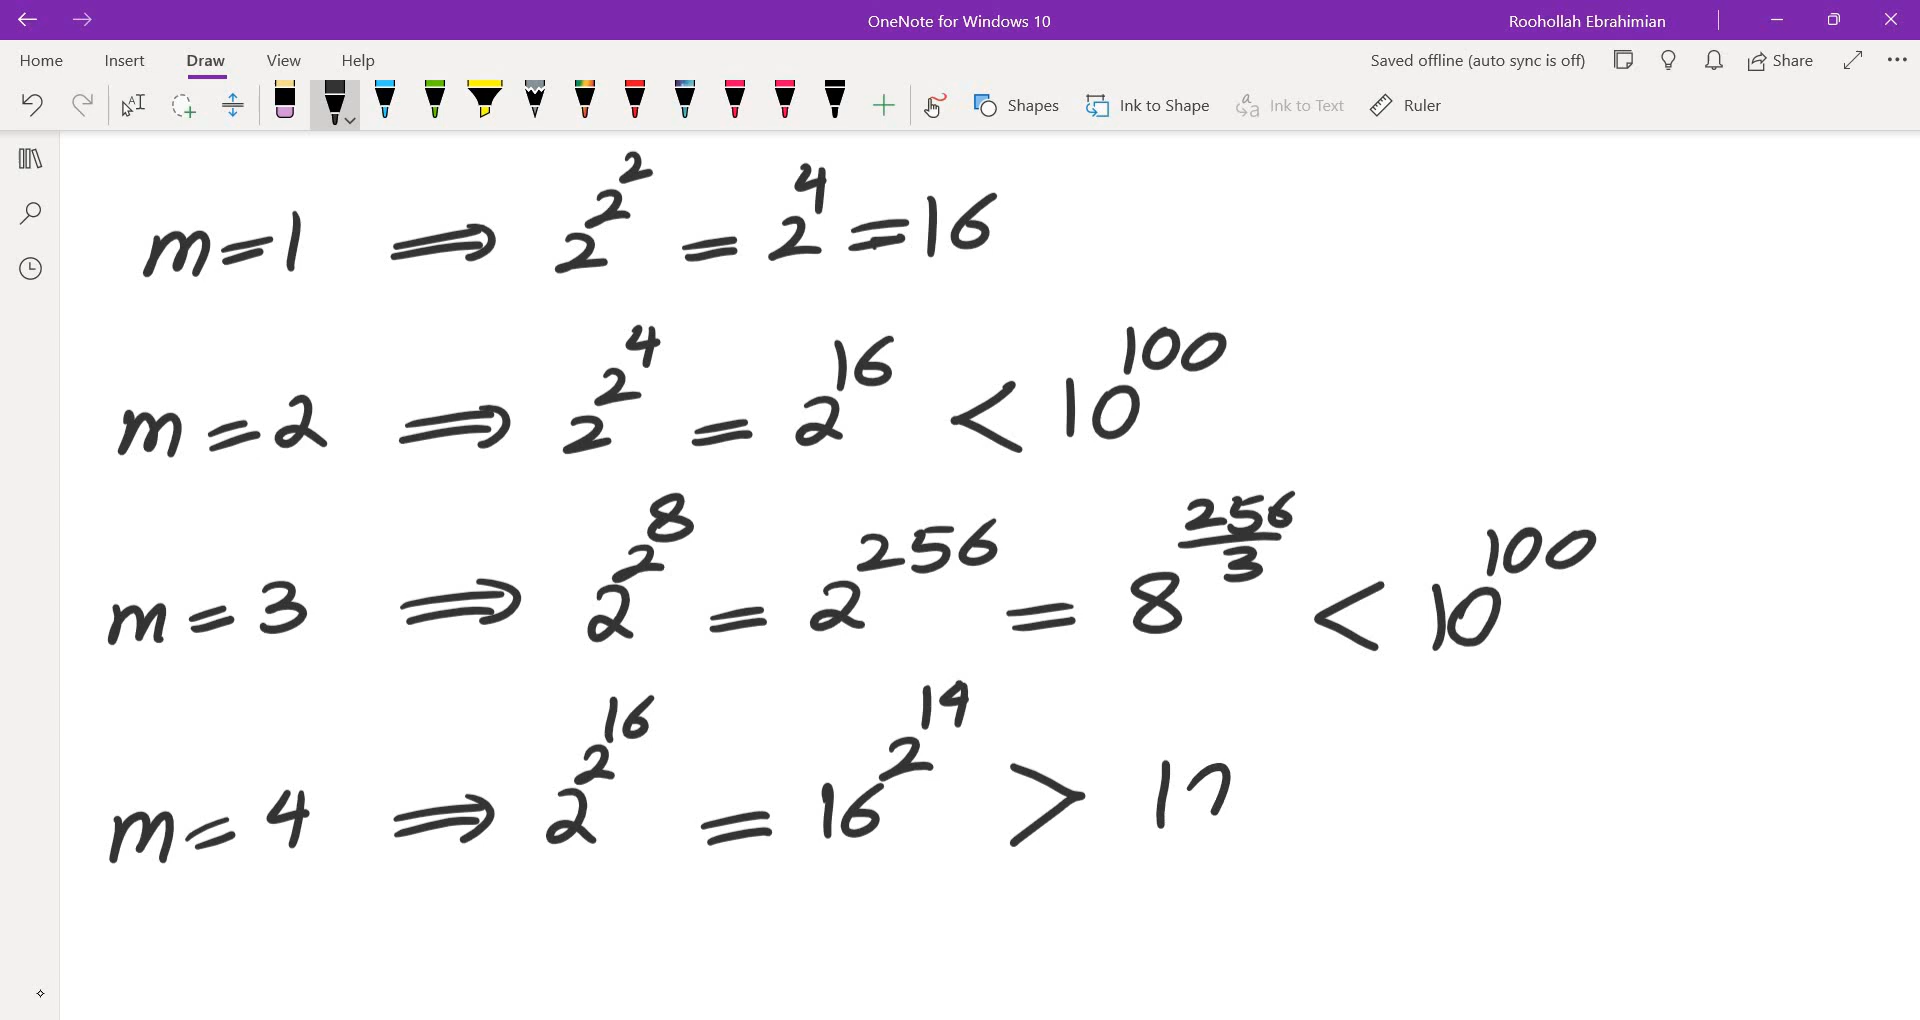 OneNote for Windows 10 Roohollah Ebrahimian
Home Insert Draw View Help Saved offline (auto sync is off) Share
Shapes Ink to Shape Ink to Text Ruler
m=1 ⟹ 2^2^2 = 2^4 = 16
m=2 ⟹ 2^2^4 = 2^16 < 10^100
m=3 ⟹ 2^2^8 = 2^256 = 8^(256/3) < 10^100
m=4 ⟹ 2^2^16 = 16^2^14 > 1